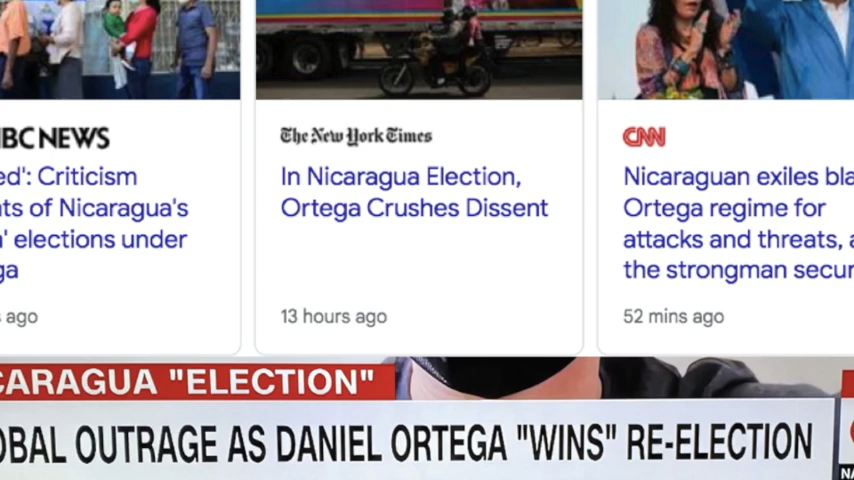 BC NEWS
ed': Criticism
nts of Nicaragua's
' elections under
ga
ago
The New York Times
In Nicaragua Election,
Ortega Crushes Dissent
13 hours ago
CNN
Nicaraguan exiles bla
Ortega regime for
attacks and threats, a
the strongman secur
52 mins ago
CARAGUA "ELECTION"
OBAL OUTRAGE AS DANIEL ORTEGA "WINS" RE-ELECTION
NA